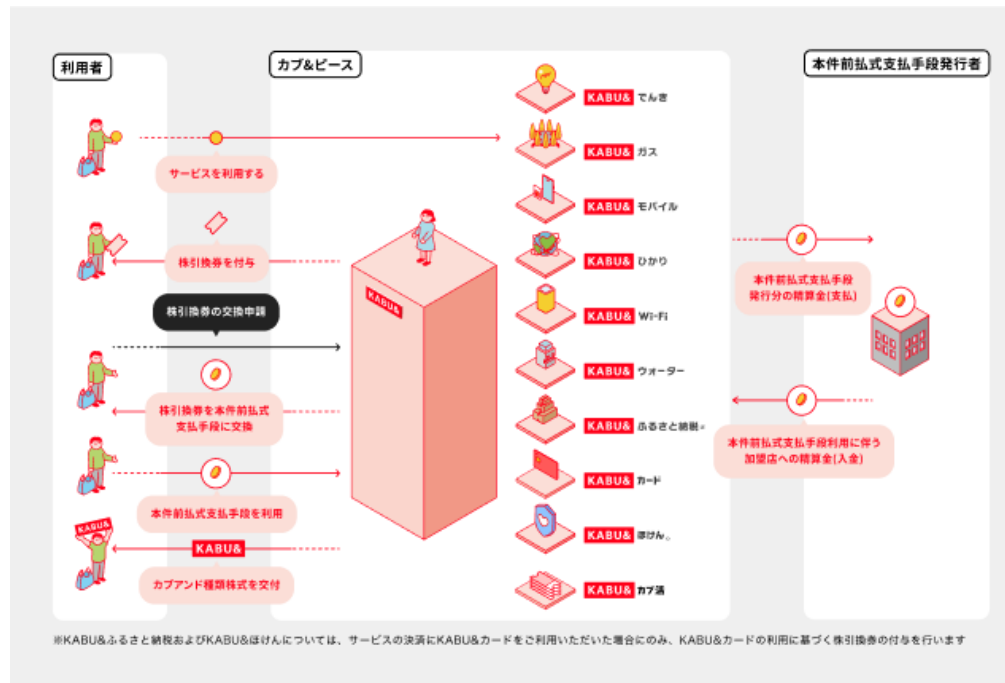 利用者
カブ&ピース
本件前払式支払手段発行者
サービスを利用する
株引換券を付与
株引換券の交換申請
株引換券を本件前払式
支払手段に交換
本件前払式支払手段を利用
KABU&
KABU&
カブアンド種類株式を交付
KABU&
KABU& でんき
KABU& ガス
KABU& モバイル
KABU& ひかり
KABU& Wi-Fi
KABU& ウォーター
KABU& ふるさと納税※
KABU& カード
KABU& ほけん
KABU& カブ活
本件前払式支払手段
発行分の精算金(支払)
本件前払式支払手段利用に伴う
加盟店への精算金(入金)
※KABU&ふるさと納税およびKABU&ほけんについては、サービスの決済にKABU&カードをご利用いただいた場合にのみ、KABU&カードの利用に基づく株引換券の付与を行います